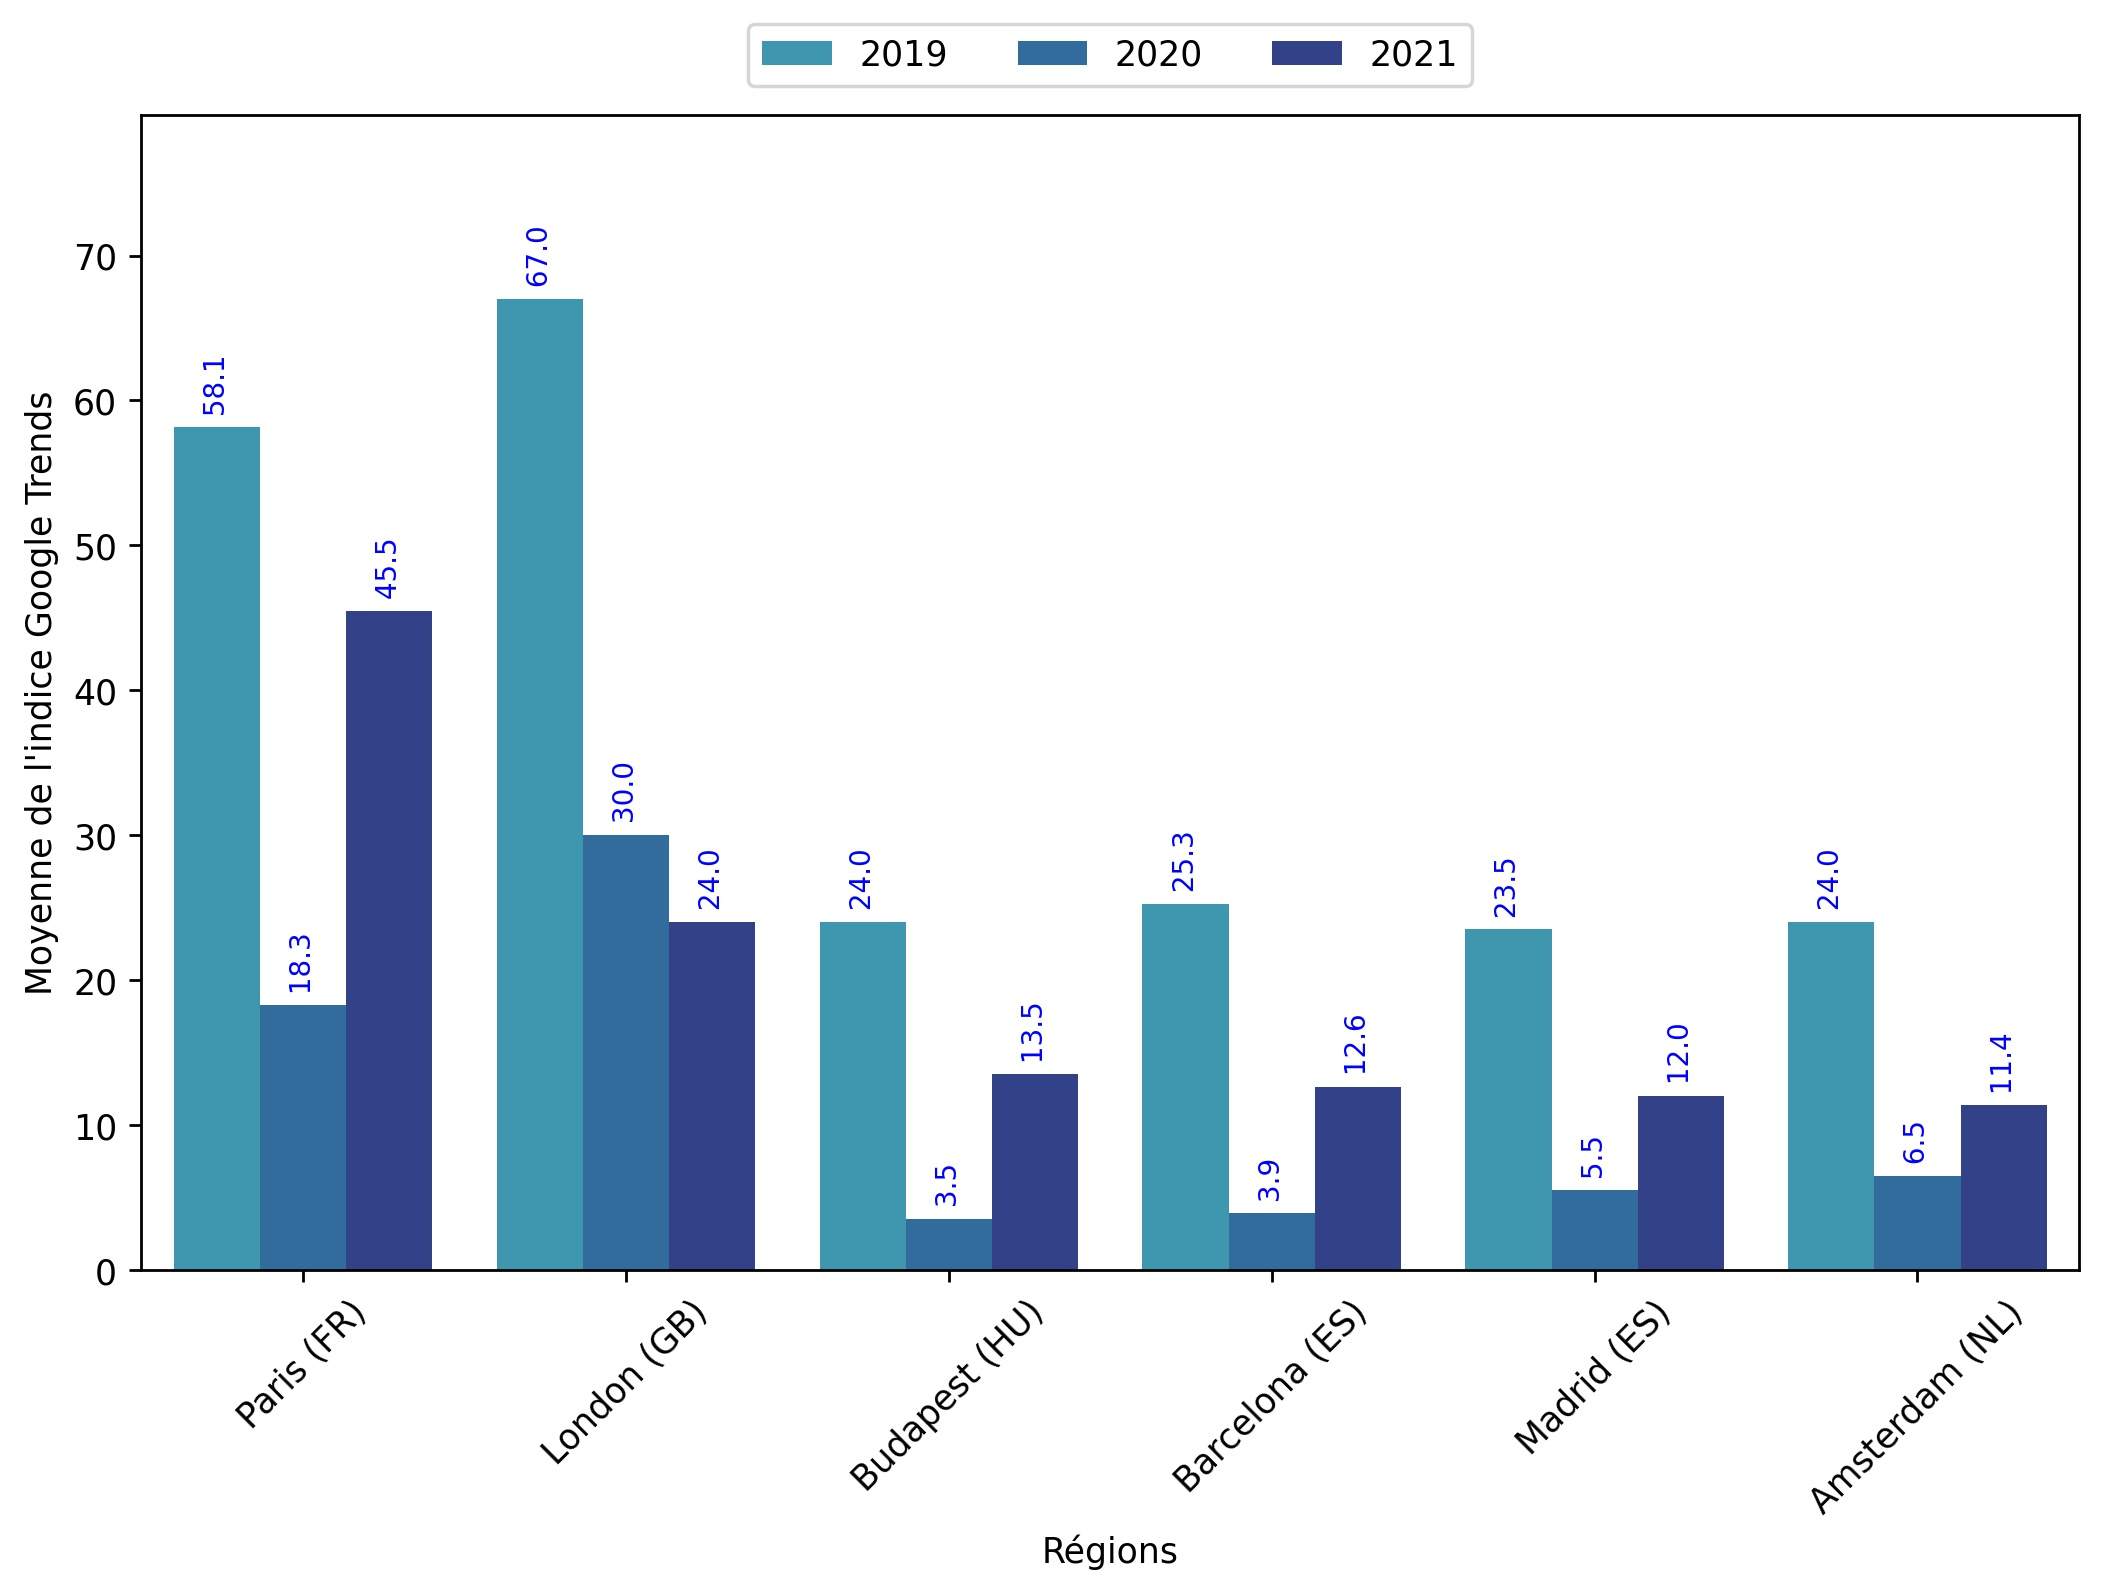 2019 2020 2021
Moyenne de l'indice Google Trends
70
60
50
40
30
20
10
0
58.1
18.3
45.5
67.0
30.0
24.0
24.0
3.5
13.5
25.3
3.9
12.6
23.5
5.5
12.0
24.0
6.5
11.4
Paris (FR)
London (GB)
Budapest (HU)
Barcelona (ES)
Madrid (ES)
Amsterdam (NL)
Régions